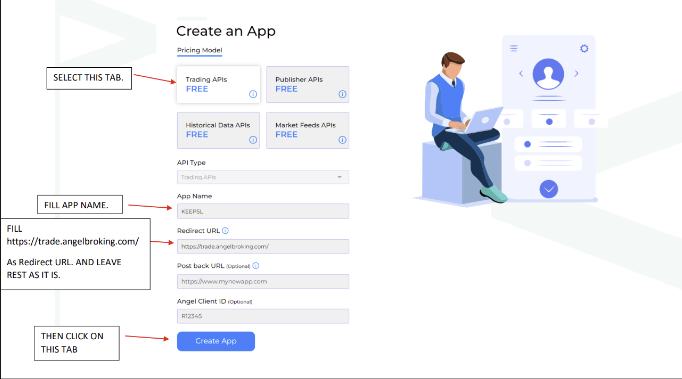 Create an App
Pricing Model
SELECT THIS TAB.
Trading APIs
FREE
Publisher APIs
FREE
Historical Data APIs
FREE
Market Feeds APIs
FREE
API Type
Trading APIs
App Name
FILL APP NAME.
KEEPSL
FILL
https://trade.angelbroking.com/
As Redirect URL. AND LEAVE
REST AS IT IS.
Redirect URL
https://trade.angelbroking.com/
Post back URL (Optional)
https://www.mynewapp.com
Angel Client ID (Optional)
R12345
THEN CLICK ON
THIS TAB
Create App